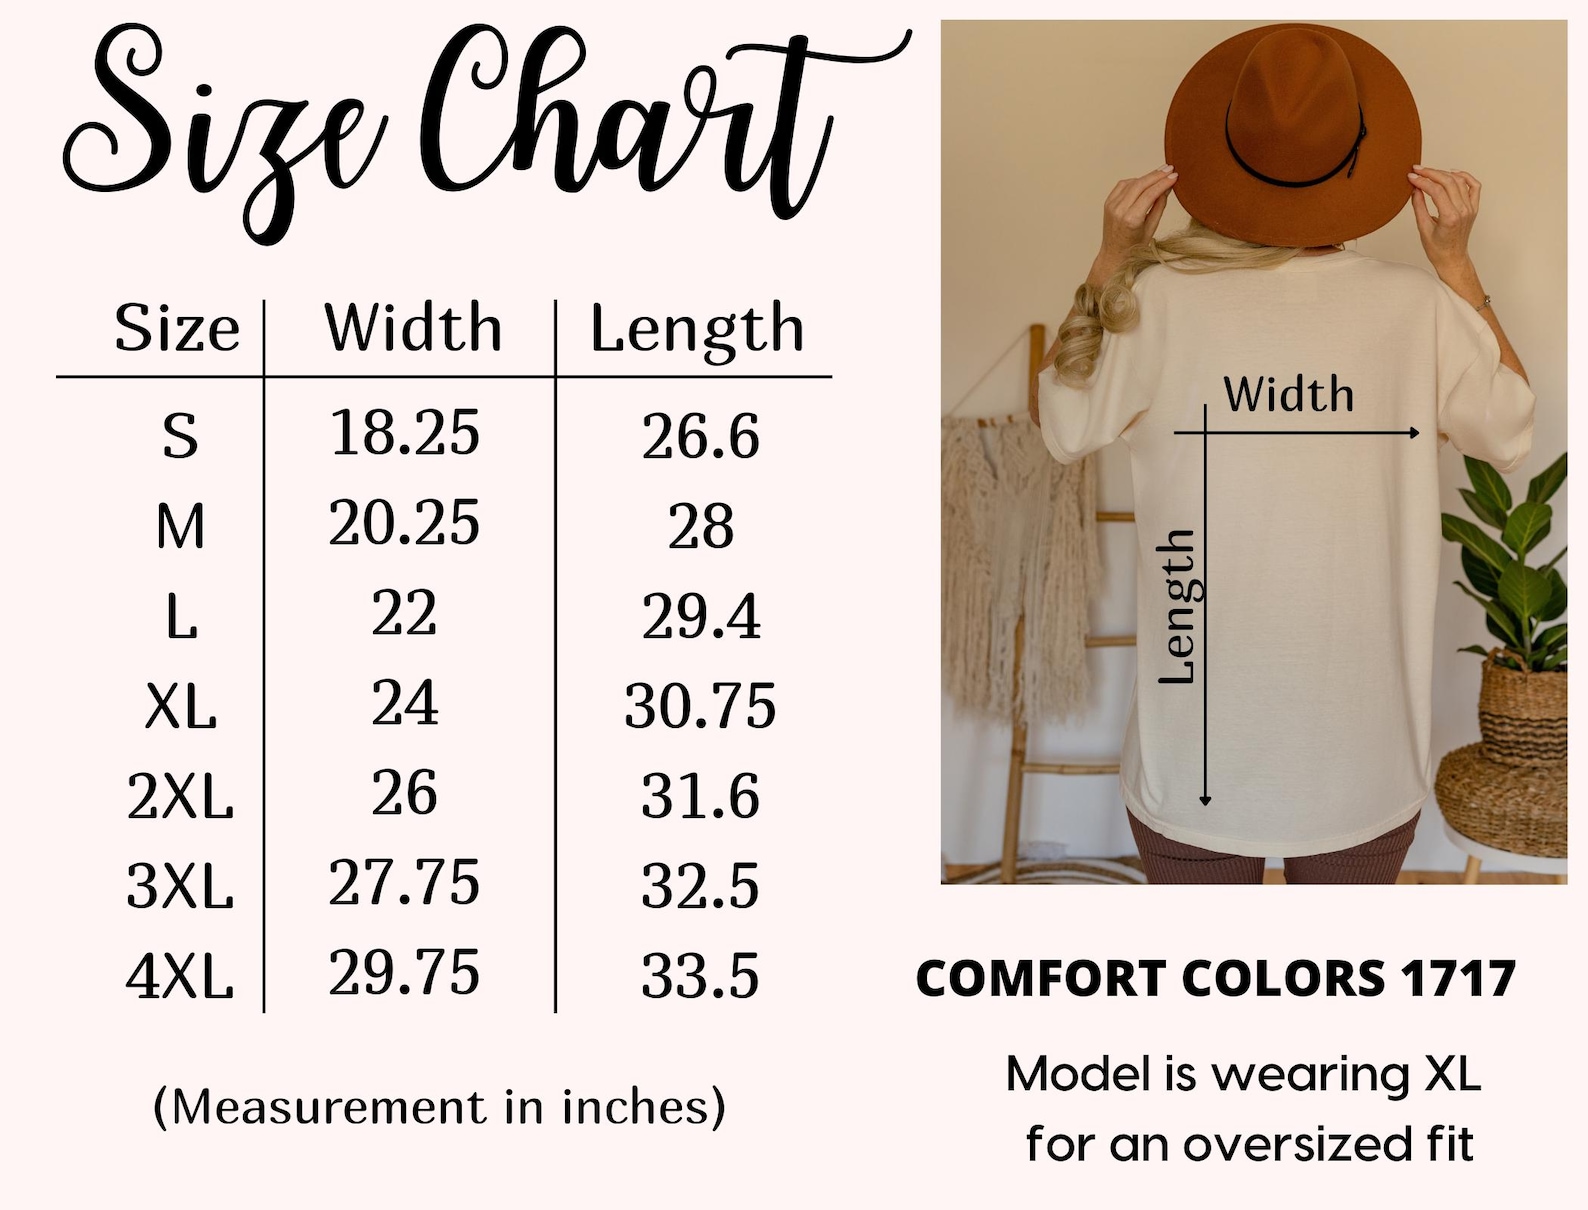 Size Chart
Size Width Length
S 18.25 26.6
M 20.25 28
L 22 29.4
XL 24 30.75
2XL 26 31.6
3XL 27.75 32.5
4XL 29.75 33.5
(Measurement in inches)
Width
Length
COMFORT COLORS 1717
Model is wearing XL
for an oversized fit